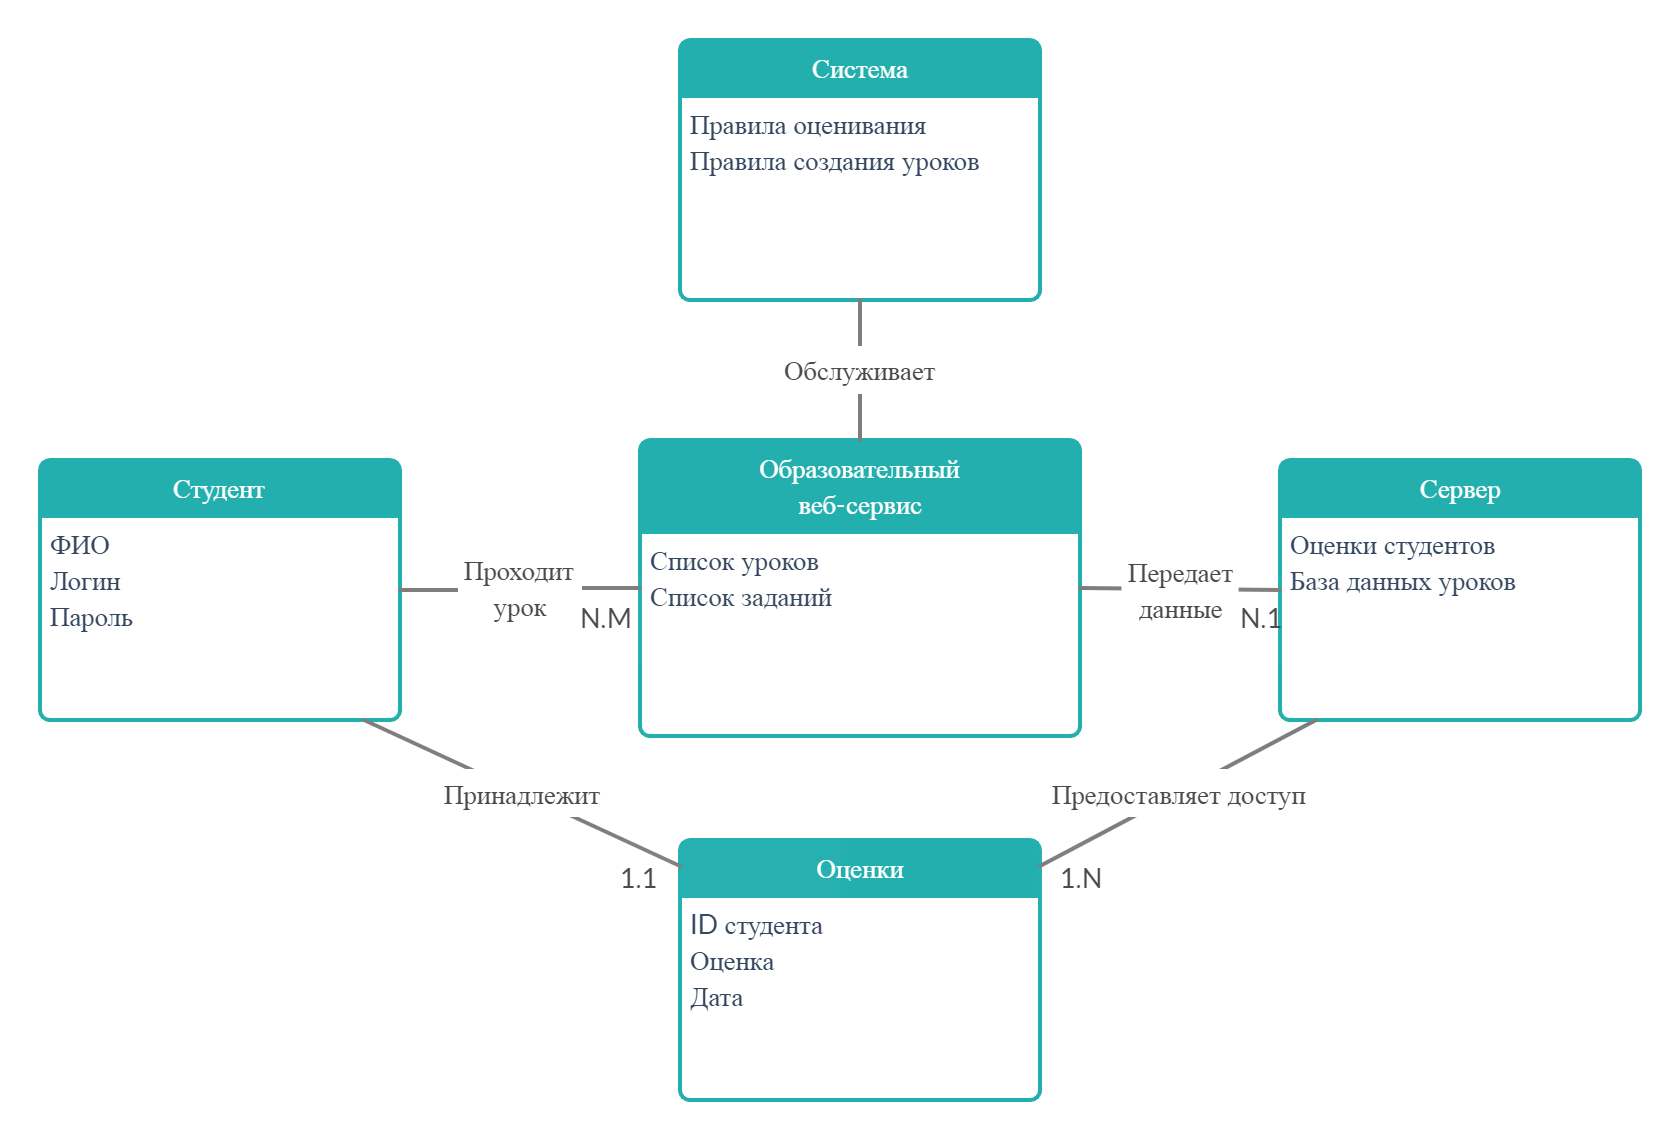 Система
Правила оценивания
Правила создания уроков
Обслуживает
Студент
ФИО
Логин
Пароль
Проходит
урок
N.M
Образовательный
веб-сервис
Список уроков
Список заданий
Передает
данные
N.1
Сервер
Оценки студентов
База данных уроков
Принадлежит
1.1
Предоставляет доступ
1.N
Оценки
ID студента
Оценка
Дата